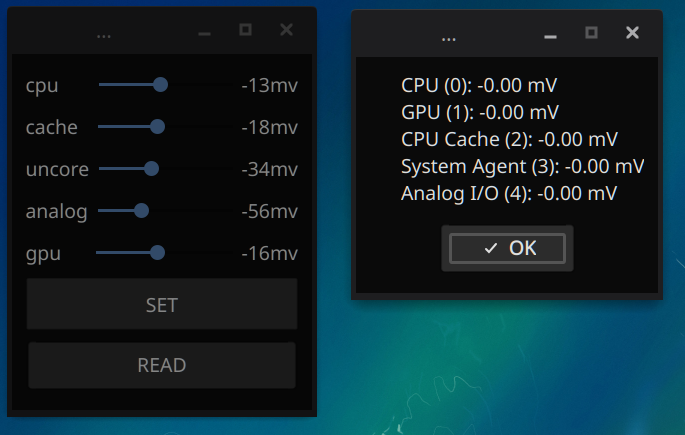 ...
cpu -13mv
cache -18mv
uncore -34mv
analog -56mv
gpu -16mv
SET
READ
...
CPU (0): -0.00 mV
GPU (1): -0.00 mV
CPU Cache (2): -0.00 mV
System Agent (3): -0.00 mV
Analog I/O (4): -0.00 mV
OK